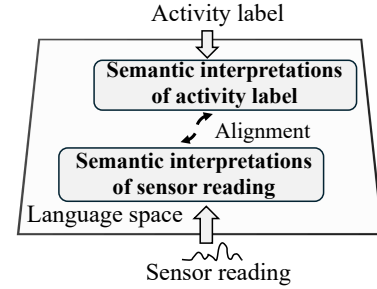 Activity label
Semantic interpretations
of activity label
Alignment
Semantic interpretations
of sensor reading
Language space
Sensor reading